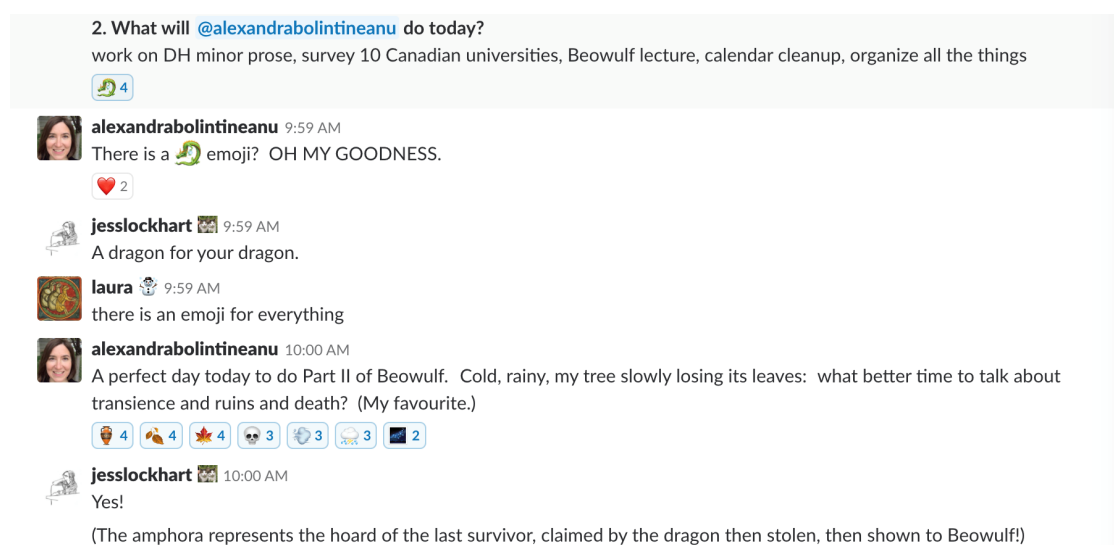 2. What will @alexandrabolintineanu do today?
work on DH minor prose, survey 10 Canadian universities, Beowulf lecture, calendar cleanup, organize all the things
🐉 4
alexandrabolintineanu 9:59 AM
There is a 🐉 emoji? OH MY GOODNESS.
❤️ 2
jesslockhart 9:59 AM
A dragon for your dragon.
laura ☃️ 9:59 AM
there is an emoji for everything
alexandrabolintineanu 10:00 AM
A perfect day today to do Part II of Beowulf. Cold, rainy, my tree slowly losing its leaves: what better time to talk about
transience and ruins and death? (My favourite.)
🏺 4 🍂 4 🍁 4 💀 3 💨 3 🌧️ 3 🌌 2
jesslockhart 10:00 AM
Yes!
(The amphora represents the hoard of the last survivor, claimed by the dragon then stolen, then shown to Beowulf!)